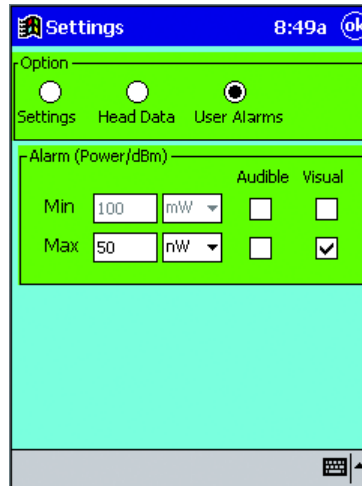 Settings 8:49a ok
Option
Settings Head Data User Alarms
Alarm (Power/dBm)
Audible Visual
Min 100 mW
Max 50 nW